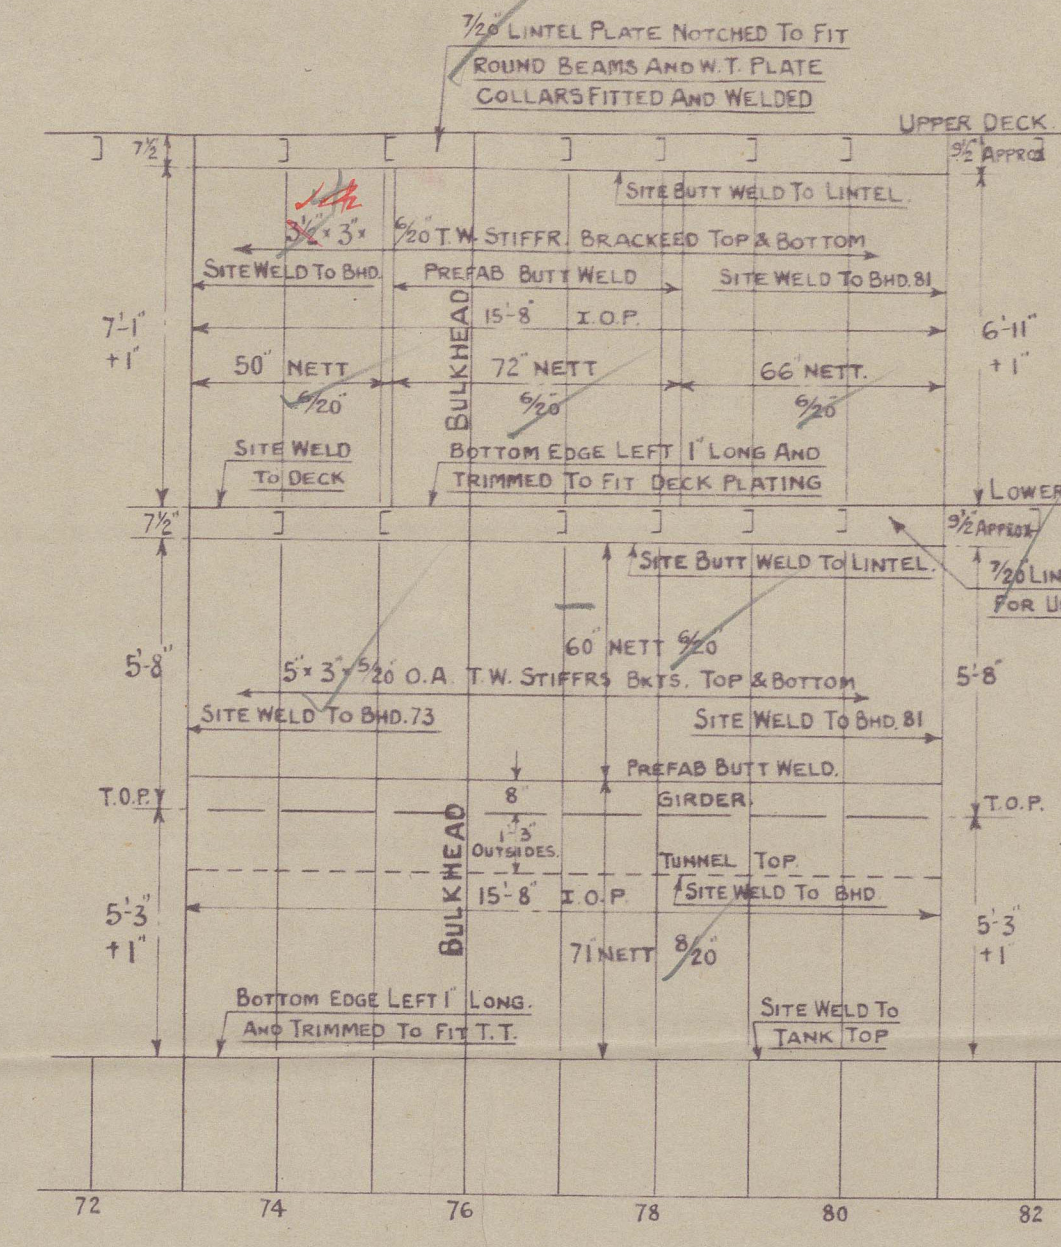 7/20" LINTEL PLATE NOTCHED TO FIT
ROUND BEAMS AND W.T. PLATE
COLLARS FITTED AND WELDED
UPPER DECK.
7½"
9½" APPROX
SITE BUTT WELD TO LINTEL.
3½" × 3" × 6/20" T.W. STIFFR. BRACKEED TOP & BOTTOM
SITE WELD TO BHD.
PREFAB BUTT WELD
SITE WELD TO BHD. 81
15'-8" I.O.P.
7'-1"
+1"
6'-11"
+1"
BULKHEAD
50" NETT
72" NETT
66" NETT.
6/20"
6/20"
6/20"
SITE WELD
TO DECK
BOTTOM EDGE LEFT 1" LONG AND
TRIMMED TO FIT DECK PLATING
LOWER
7½"
9½" APPROX
SITE BUTT WELD TO LINTEL.
7/20" LIN
FOR U
60" NETT 6/20"
5'-8"
5" × 3" × 5/20" O.A. T.W. STIFFRS BKTS. TOP & BOTTOM
5'-8"
SITE WELD TO BHD. 73
SITE WELD TO BHD. 81
PREFAB BUTT WELD.
T.O.P.
8"
GIRDER.
T.O.P.
1'-3"
OUTSIDES.
TUNNEL TOP.
BULKHEAD
15'-8" I.O.P.
SITE WELD TO BHD
5'-3"
+1"
5'-3"
+1"
71" NETT 8/20"
BOTTOM EDGE LEFT 1" LONG.
AND TRIMMED TO FIT T.T.
SITE WELD TO
TANK TOP
72 74 76 78 80 82